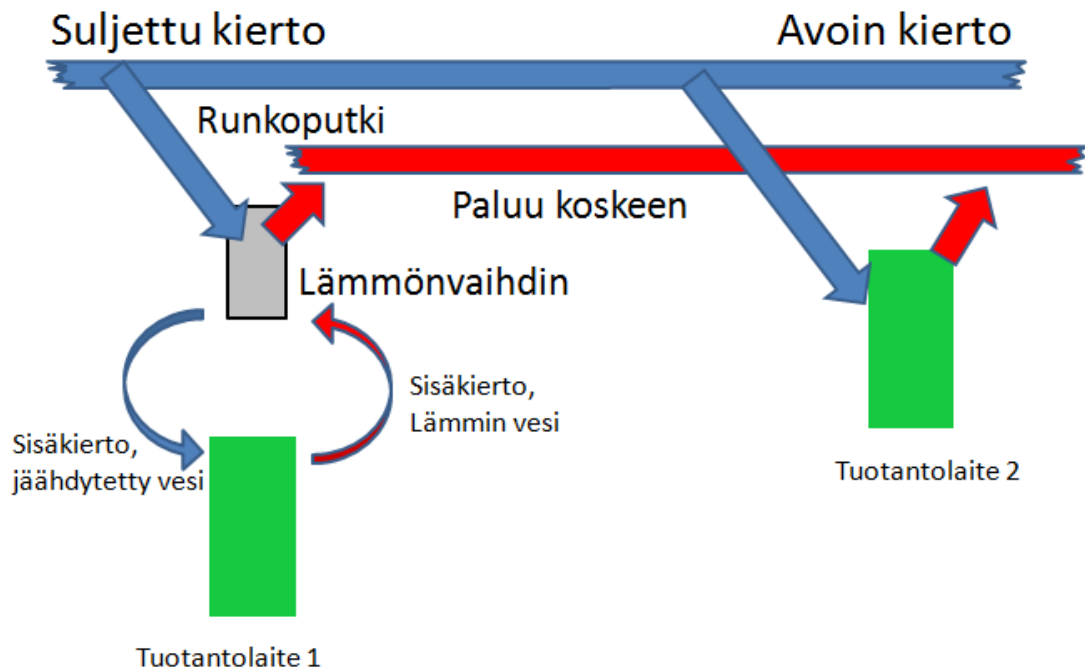 Suljettu kierto
Avoin kierto
Runkoputki
Paluu koskeen
Lämmönvaihdin
Sisäkierto,
Lämmin vesi
Sisäkierto,
jäähdytetty vesi
Tuotantolaite 2
Tuotantolaite 1